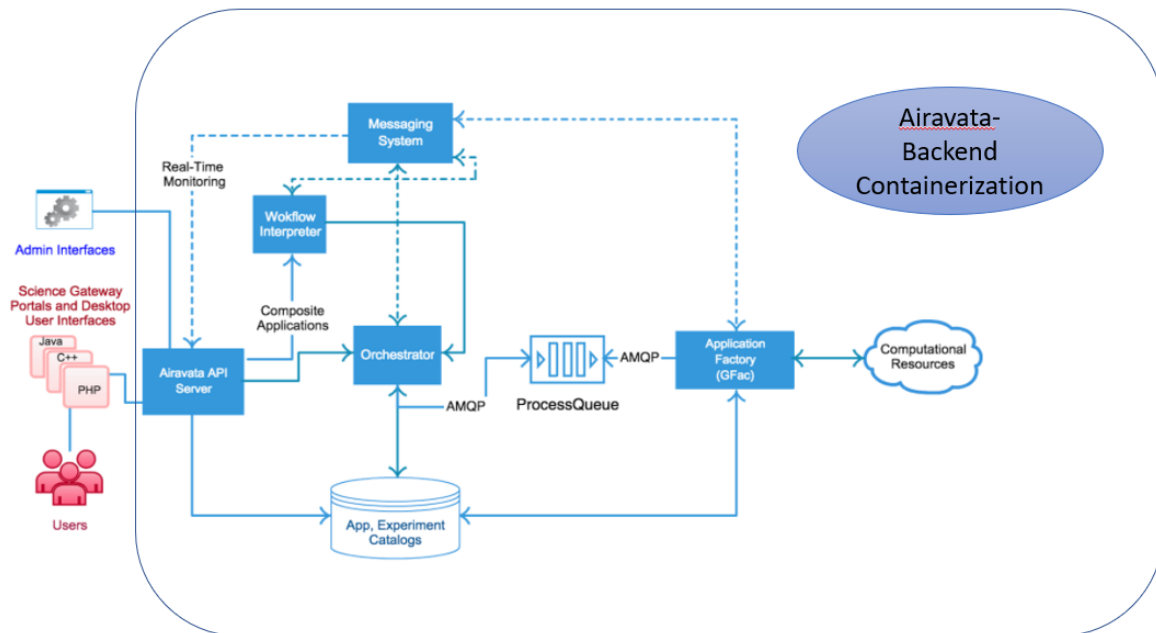 Airavata-
Backend
Containerization
Messaging
System
Real-Time
Monitoring
Wokflow
Interpreter
Admin Interfaces
Science Gateway
Portals and Desktop
User Interfaces
Java
C++
PHP
Composite
Applications
Airavata API
Server
Orchestrator
AMQP
ProcessQueue
AMQP
Application
Factory
(GFac)
Computational
Resources
Users
App, Experiment
Catalogs